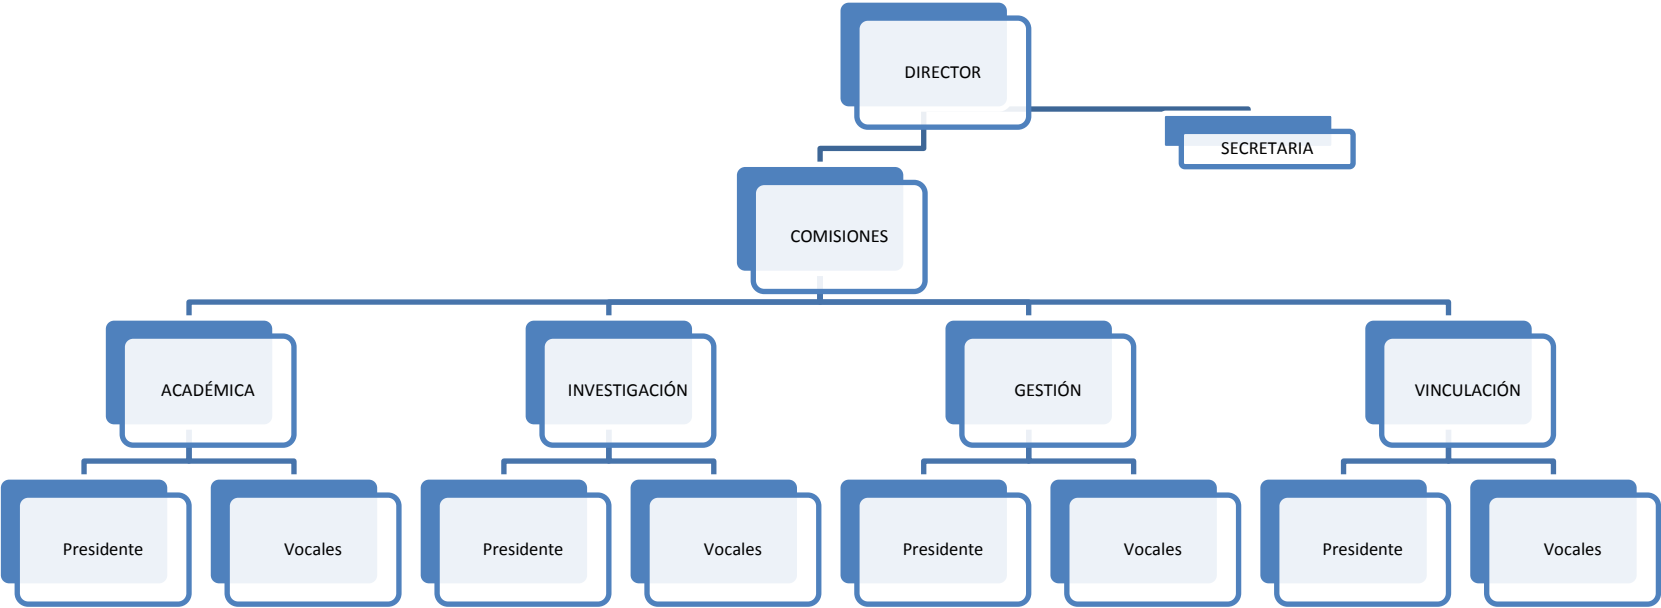 DIRECTOR
SECRETARIA
COMISIONES
ACADÉMICA
INVESTIGACIÓN
GESTIÓN
VINCULACIÓN
Presidente
Vocales
Presidente
Vocales
Presidente
Vocales
Presidente
Vocales